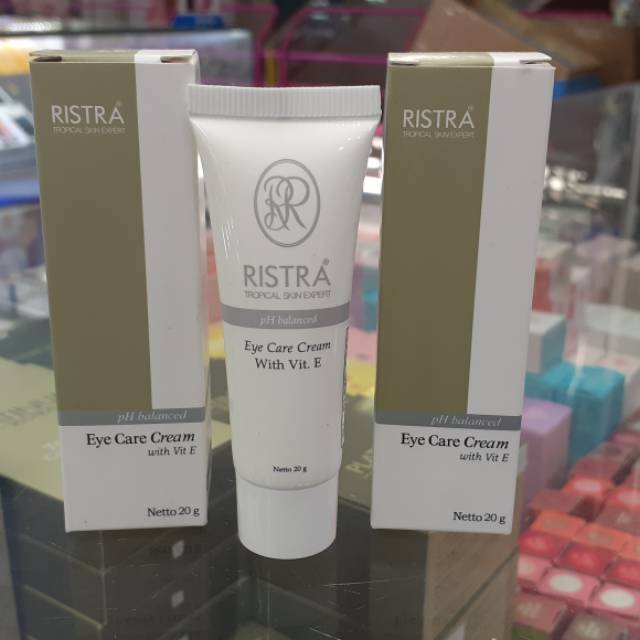 RISTRA®
TROPICAL SKIN EXPERT
pH balanced
Eye Care Cream
with Vit E
Netto 20 g
RR
RISTRA®
TROPICAL SKIN EXPERT
pH balanced
Eye Care Cream
With Vit. E
Netto 20 g
RISTRA®
TROPICAL SKIN EXPERT
pH balanced
Eye Care Cream
with Vit E
Netto 20 g